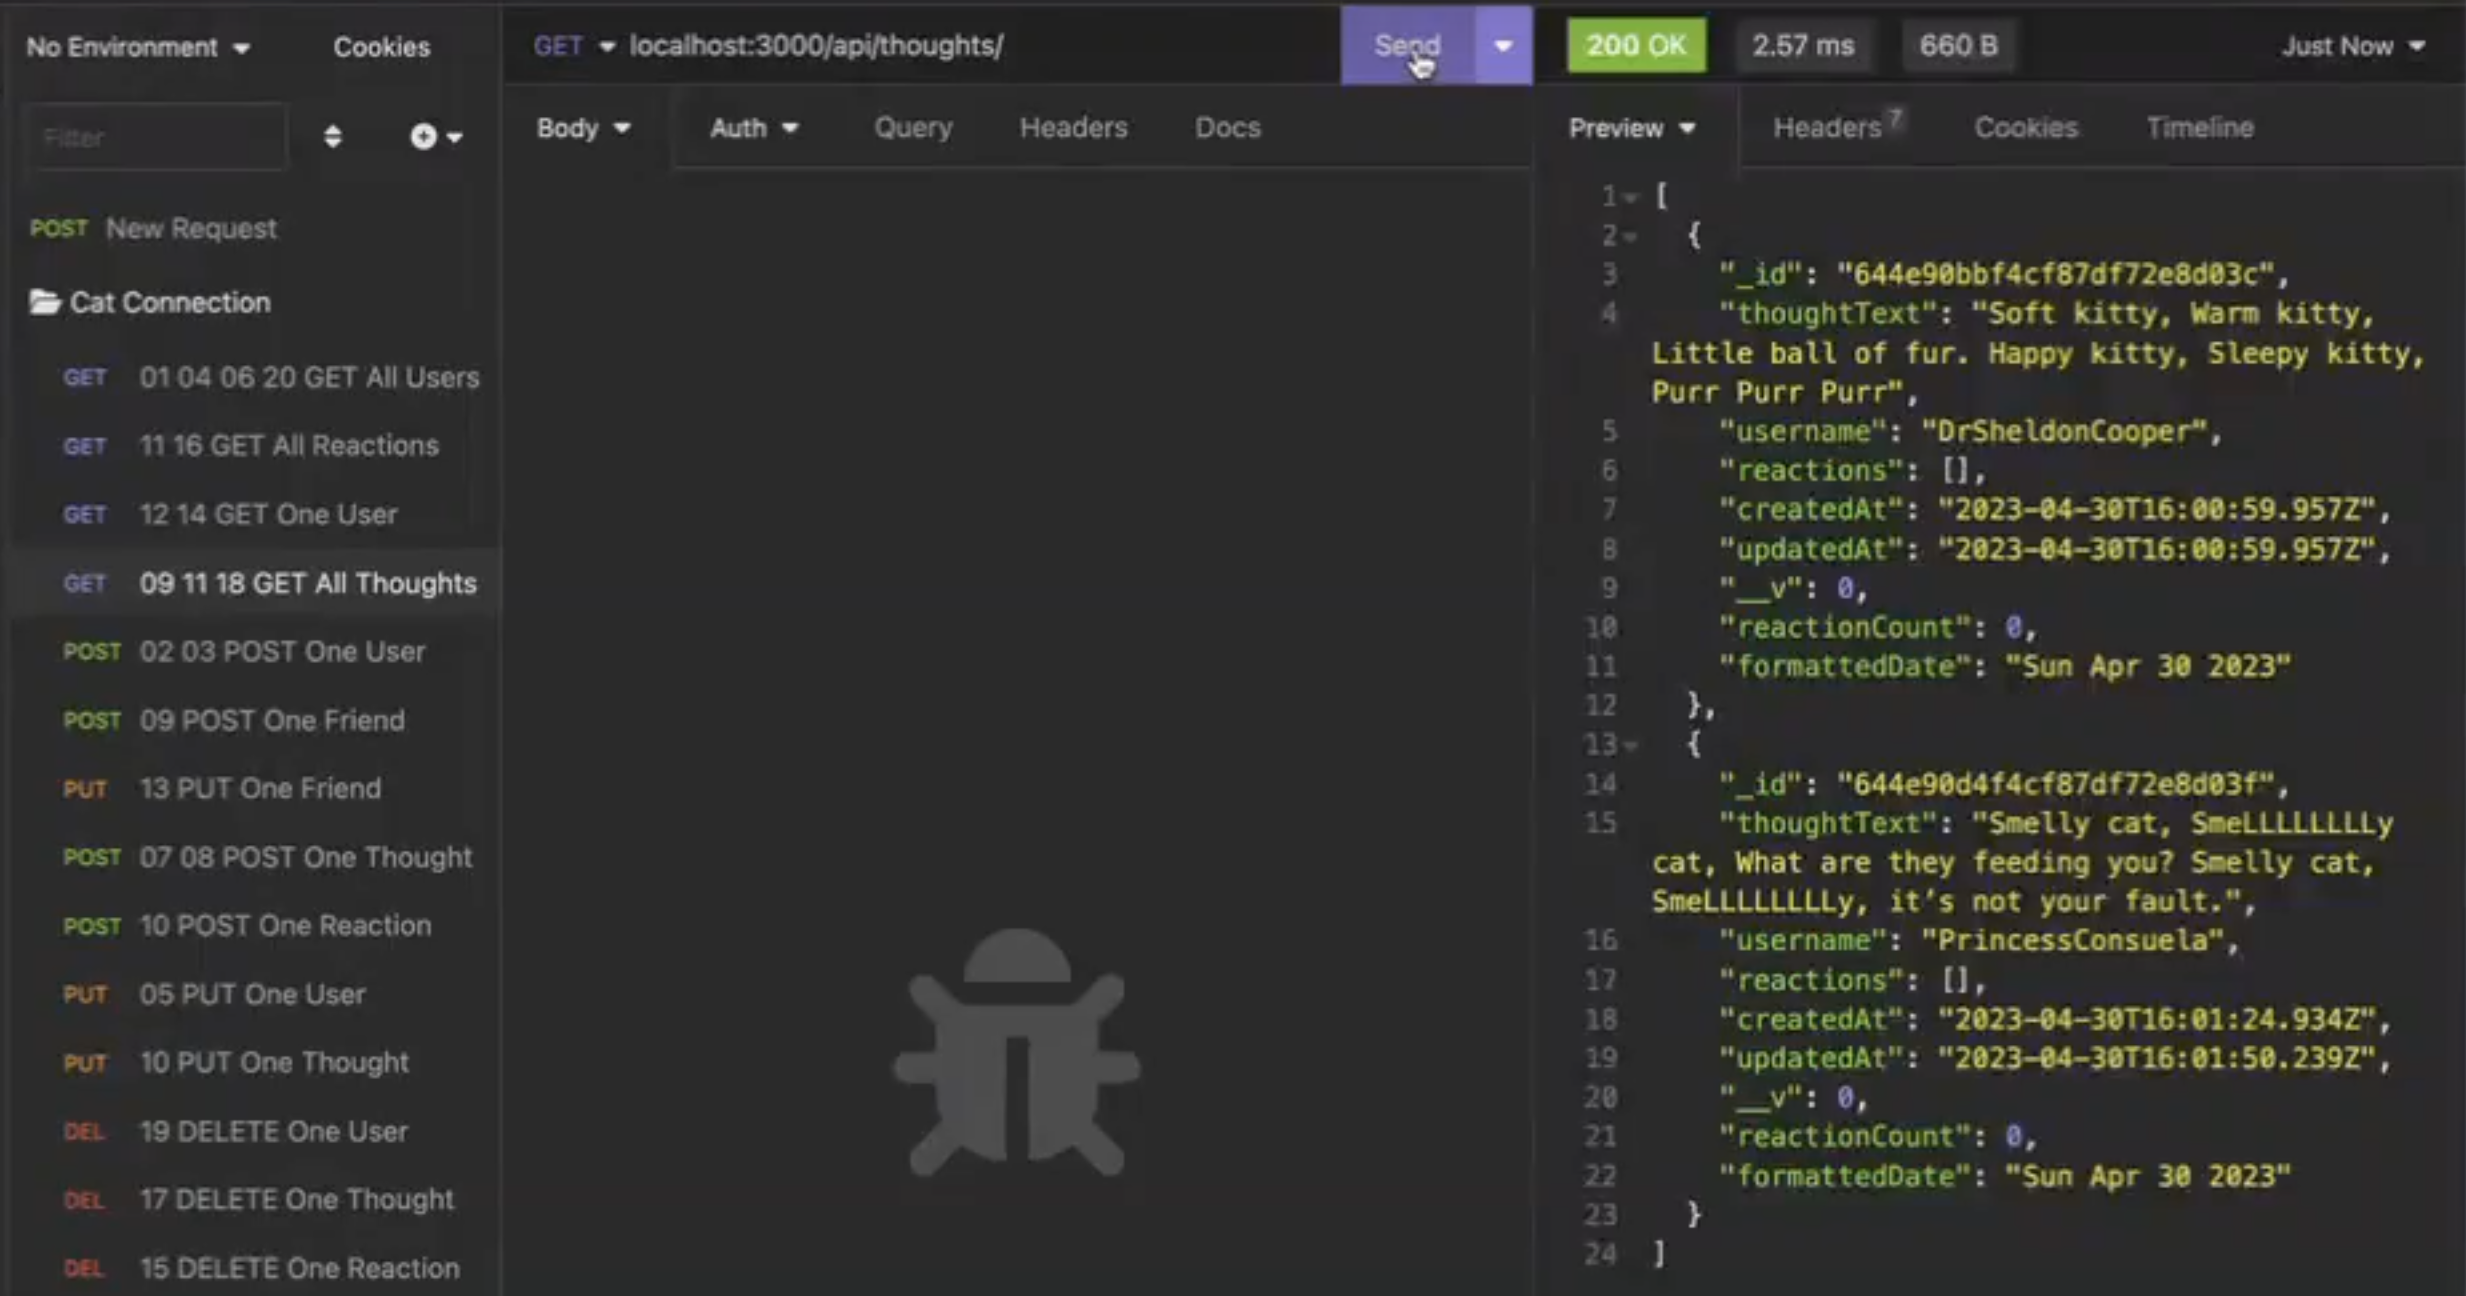 No Environment
Cookies
Filter
POST New Request
Cat Connection
GET 01 04 06 20 GET All Users
GET 11 16 GET All Reactions
GET 12 14 GET One User
GET 09 11 18 GET All Thoughts
POST 02 03 POST One User
POST 09 POST One Friend
PUT 13 PUT One Friend
POST 07 08 POST One Thought
POST 10 POST One Reaction
PUT 05 PUT One User
PUT 10 PUT One Thought
DEL 19 DELETE One User
DEL 17 DELETE One Thought
DEL 15 DELETE One Reaction
GET localhost:3000/api/thoughts/
Send
Body Auth Query Headers Docs
200 OK 2.57 ms 660 B Just Now
Preview Headers 7 Cookies Timeline
1 [
2 {
3 "_id": "644e90bbf4cf87df72e8d03c",
4 "thoughtText": "Soft kitty, Warm kitty,
Little ball of fur. Happy kitty, Sleepy kitty,
Purr Purr Purr",
5 "username": "DrSheldonCooper",
6 "reactions": [],
7 "createdAt": "2023-04-30T16:00:59.957Z",
8 "updatedAt": "2023-04-30T16:00:59.957Z",
9 "__v": 0,
10 "reactionCount": 0,
11 "formattedDate": "Sun Apr 30 2023"
12 },
13 {
14 "_id": "644e90d4f4cf87df72e8d03f",
15 "thoughtText": "Smelly cat, SmeLLLLLLLLy
cat, What are they feeding you? Smelly cat,
SmeLLLLLLLLy, it’s not your fault.",
16 "username": "PrincessConsuela",
17 "reactions": [],
18 "createdAt": "2023-04-30T16:01:24.934Z",
19 "updatedAt": "2023-04-30T16:01:50.239Z",
20 "__v": 0,
21 "reactionCount": 0,
22 "formattedDate": "Sun Apr 30 2023"
23 }
24 ]